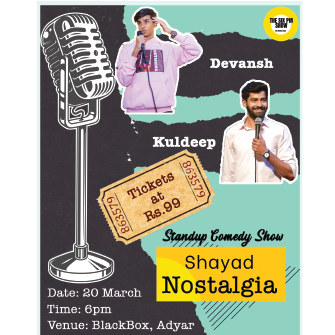 THE SIX PM
SHOW
Devansh
Kuldeep
863579
Tickets
at
Rs.99
863579
Standup Comedy Show
Shayad
Nostalgia
Date: 20 March
Time: 6pm
Venue: BlackBox, Adyar